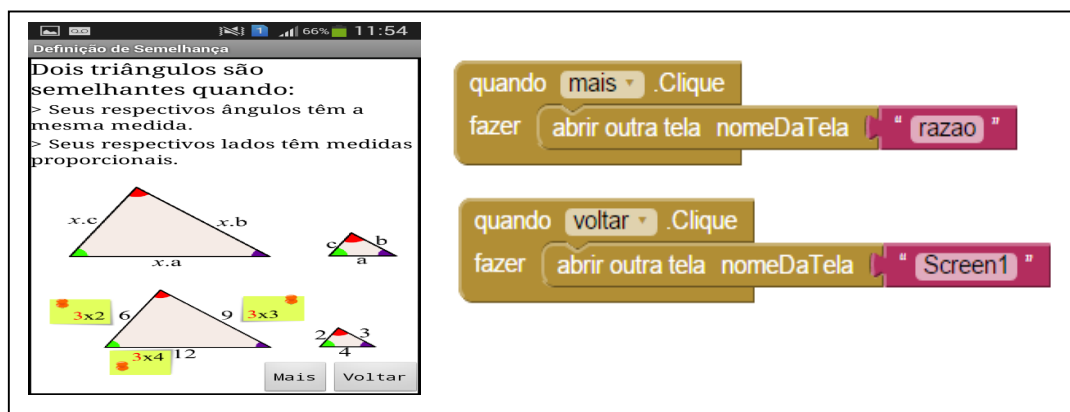 1 66% 11:54
Definição de Semelhança
Dois triângulos são
semelhantes quando:
> Seus respectivos ângulos têm a
mesma medida.
> Seus respectivos lados têm medidas
proporcionais.
x.c x.b
x.a
c b
a
3x2 6 9 3x3
3x4 12
2 3
4
Mais Voltar
quando mais .Clique
fazer abrir outra tela nomeDaTela " razao "
quando voltar .Clique
fazer abrir outra tela nomeDaTela " Screen1 "